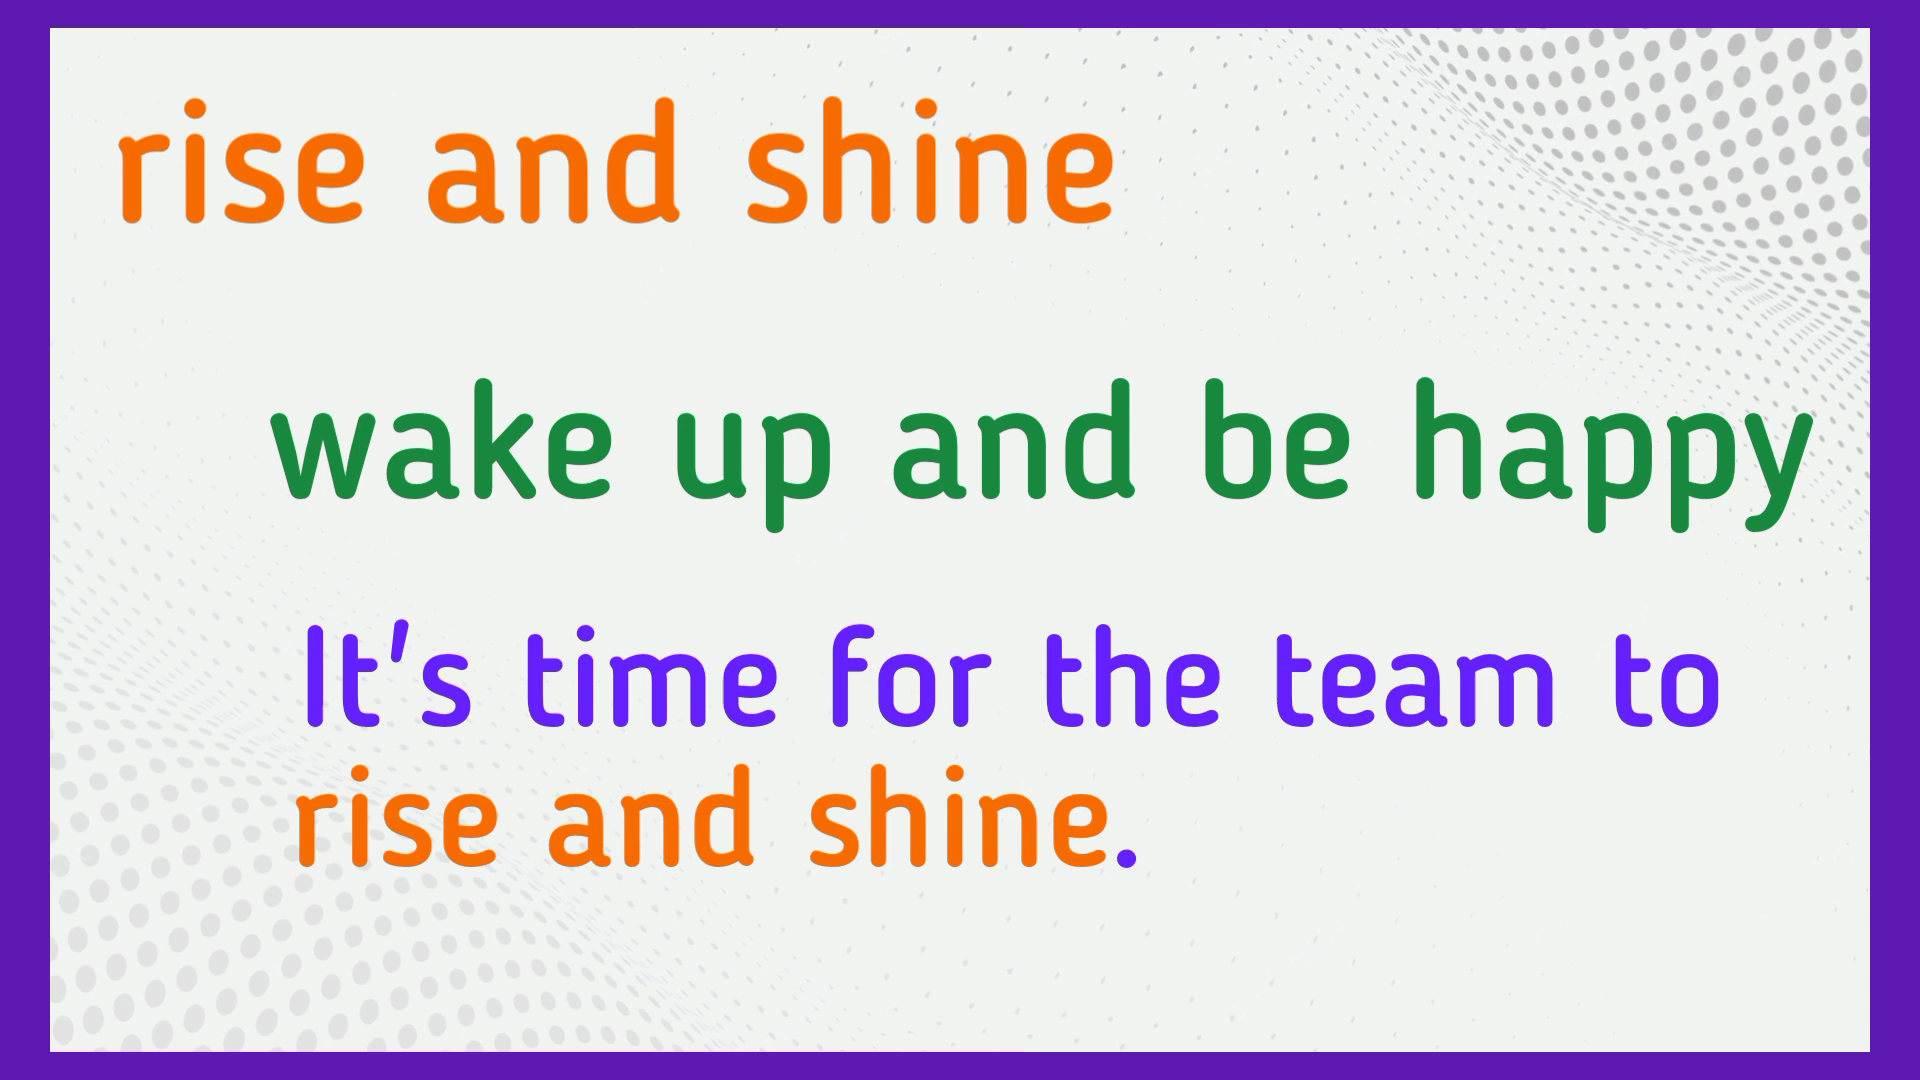 rise and shine
wake up and be happy
It's time for the team to
rise and shine.